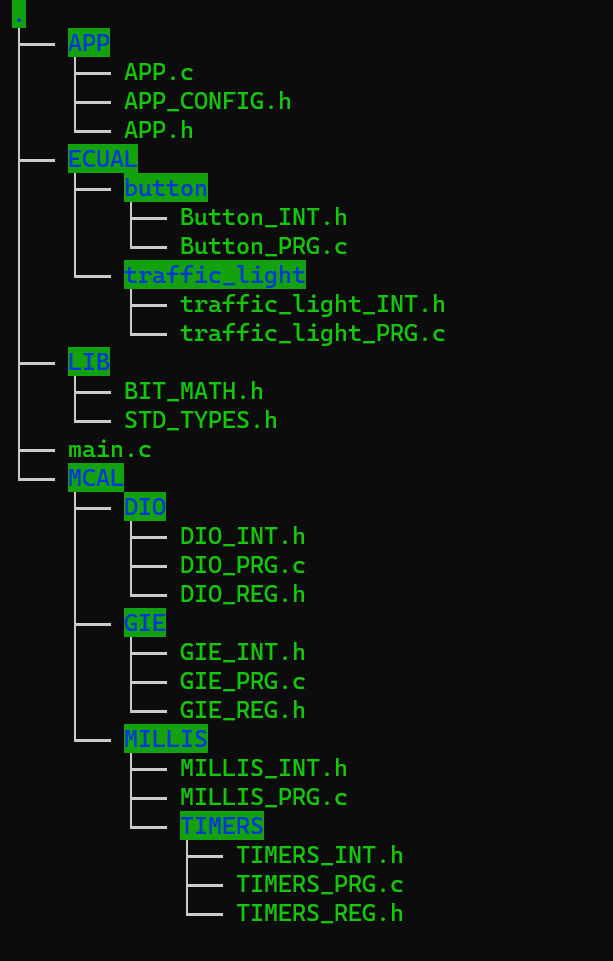 .
APP
APP.c
APP_CONFIG.h
APP.h
ECUAL
button
Button_INT.h
Button_PRG.c
traffic_light
traffic_light_INT.h
traffic_light_PRG.c
LIB
BIT_MATH.h
STD_TYPES.h
main.c
MCAL
DIO
DIO_INT.h
DIO_PRG.c
DIO_REG.h
GIE
GIE_INT.h
GIE_PRG.c
GIE_REG.h
MILLIS
MILLIS_INT.h
MILLIS_PRG.c
TIMERS
TIMERS_INT.h
TIMERS_PRG.c
TIMERS_REG.h